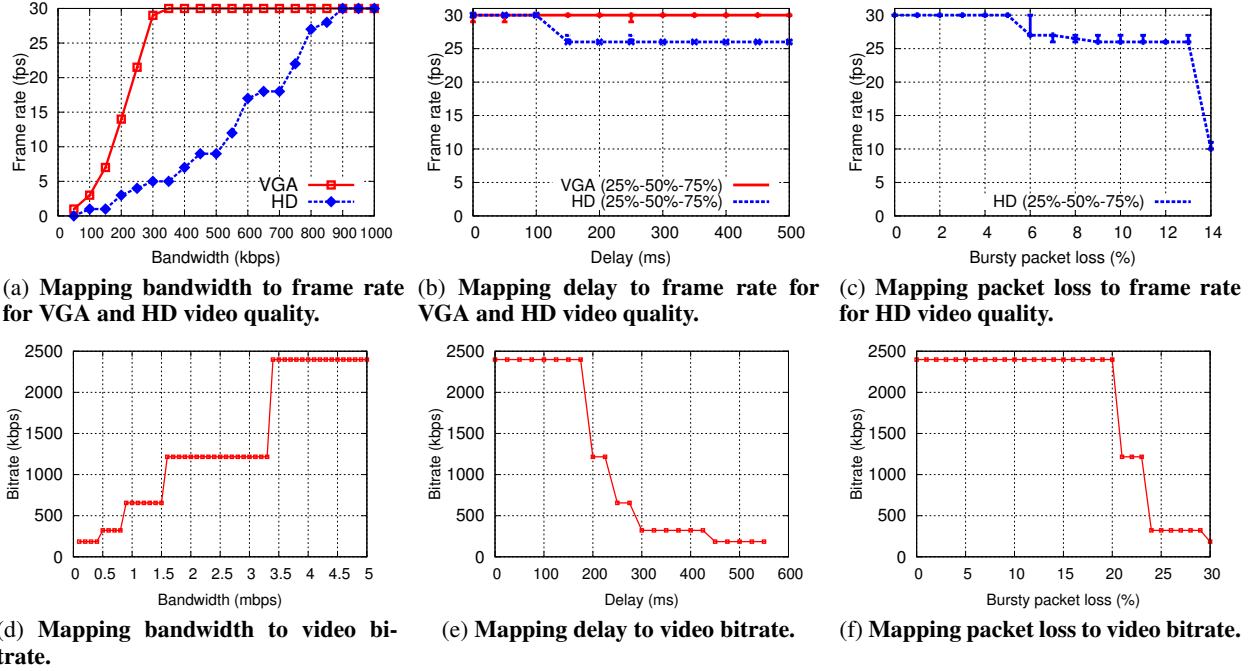 30
25
20
15
10
5
0
Frame rate (fps)
VGA
HD
0 100 200 300 400 500 600 700 800 900 1000
Bandwidth (kbps)
(a) Mapping bandwidth to frame rate
for VGA and HD video quality.
30
25
20
15
10
5
0
Frame rate (fps)
VGA (25%-50%-75%)
HD (25%-50%-75%)
0 100 200 300 400 500
Delay (ms)
(b) Mapping delay to frame rate for
VGA and HD video quality.
30
25
20
15
10
5
0
Frame rate (fps)
HD (25%-50%-75%)
0 2 4 6 8 10 12 14
Bursty packet loss (%)
(c) Mapping packet loss to frame rate
for HD video quality.
2500
2000
1500
1000
500
0
Bitrate (kbps)
0 0.5 1 1.5 2 2.5 3 3.5 4 4.5 5
Bandwidth (mbps)
(d) Mapping bandwidth to video bi-
trate.
2500
2000
1500
1000
500
0
Bitrate (kbps)
0 100 200 300 400 500 600
Delay (ms)
(e) Mapping delay to video bitrate.
2500
2000
1500
1000
500
0
Bitrate (kbps)
0 5 10 15 20 25 30
Bursty packet loss (%)
(f) Mapping packet loss to video bitrate.